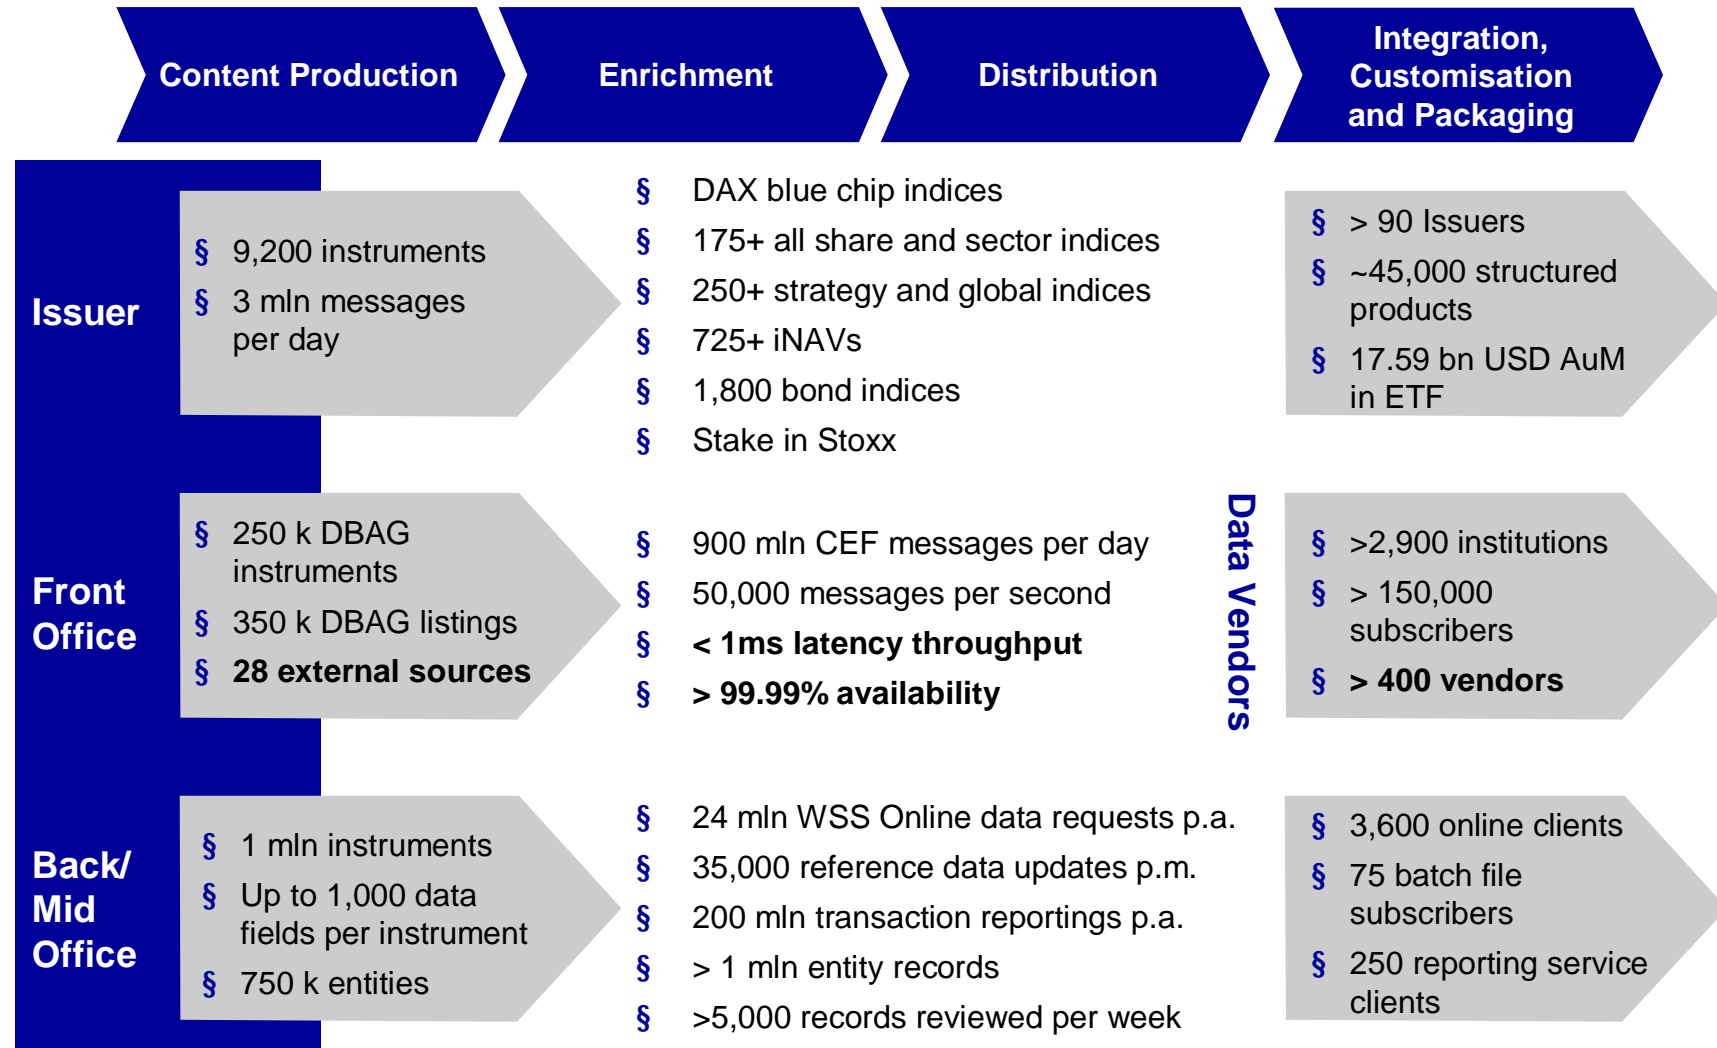 Content Production
Enrichment
Distribution
Integration,
Customisation
and Packaging
Issuer
§ 9,200 instruments
§ 3 mln messages
per day
§ DAX blue chip indices
§ 175+ all share and sector indices
§ 250+ strategy and global indices
§ 725+ iNAVs
§ 1,800 bond indices
§ Stake in Stoxx
§ > 90 Issuers
§ ~45,000 structured
products
§ 17.59 bn USD AuM
in ETF
Front
Office
§ 250 k DBAG
instruments
§ 350 k DBAG listings
§ 28 external sources
§ 900 mln CEF messages per day
§ 50,000 messages per second
§ < 1ms latency throughput
§ > 99.99% availability
Data Vendors
§ >2,900 institutions
§ > 150,000
subscribers
§ > 400 vendors
Back/
Mid
Office
§ 1 mln instruments
§ Up to 1,000 data
fields per instrument
§ 750 k entities
§ 24 mln WSS Online data requests p.a.
§ 35,000 reference data updates p.m.
§ 200 mln transaction reportings p.a.
§ > 1 mln entity records
§ >5,000 records reviewed per week
§ 3,600 online clients
§ 75 batch file
subscribers
§ 250 reporting service
clients